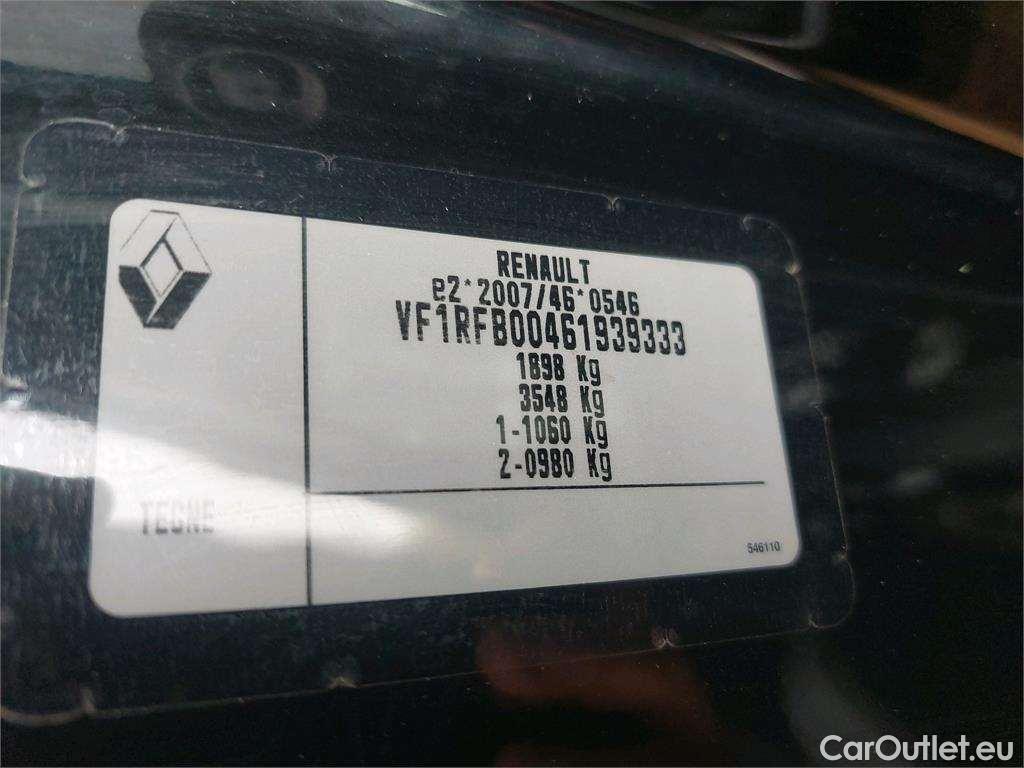 RENAULT
e2*2007/46*0546
VF1RFB00461939333
1898 Kg
3548 Kg
1-1060 Kg
2-0980 Kg
TECNE
546110
CarOutlet.eu